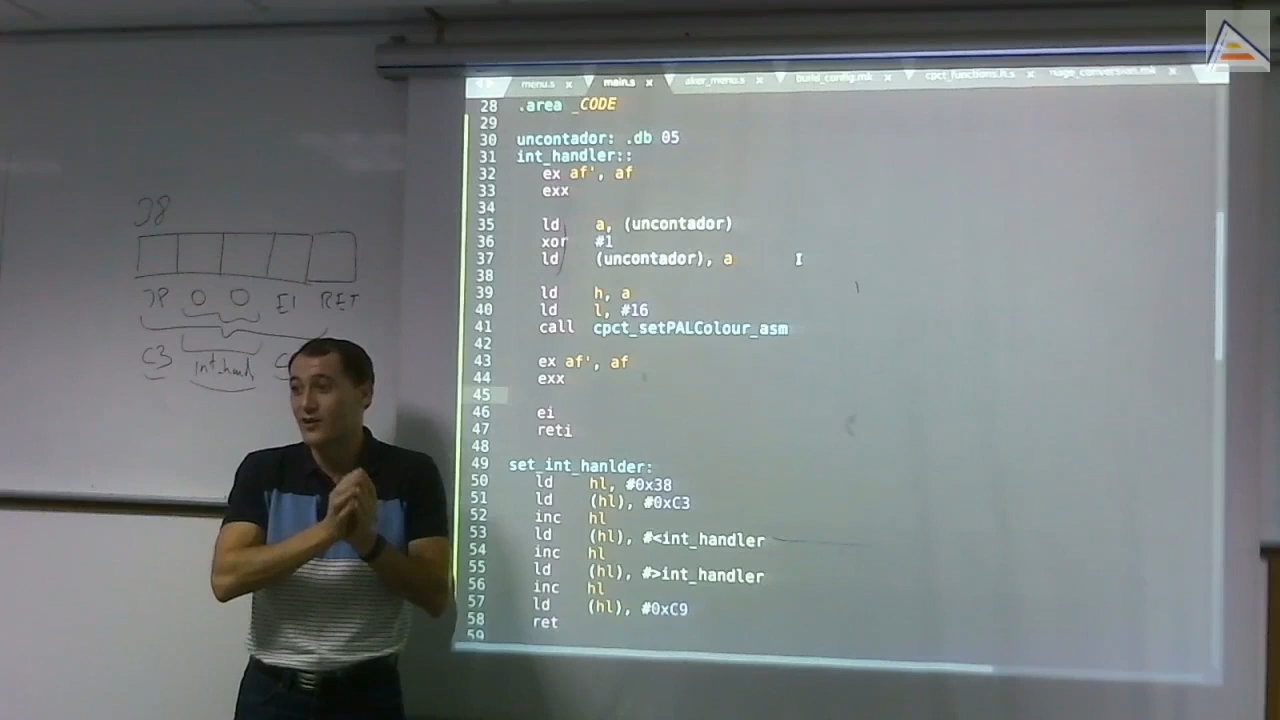 menu.s x main.s x build_config.mk x cpct_functions.h.s x
28 .area _CODE
29
30 uncontador: .db 05
31 int_handler::
32 ex af', af
33 exx
34
35 ld a, (uncontador)
36 xor #1
37 ld (uncontador), a
38
39 ld h, a
40 ld l, #16
41 call cpct_setPALColour_asm
42
43 ex af', af
44 exx
45
46 ei
47 reti
48
49 set_int_hanlder:
50 ld hl, #0x38
51 ld (hl), #0xC3
52 inc hl
53 ld (hl), #<int_handler
54 inc hl
55 ld (hl), #>int_handler
56 inc hl
57 ld (hl), #0xC9
58 ret
59
38
JP 0 0 EI RET
C3 int_hand